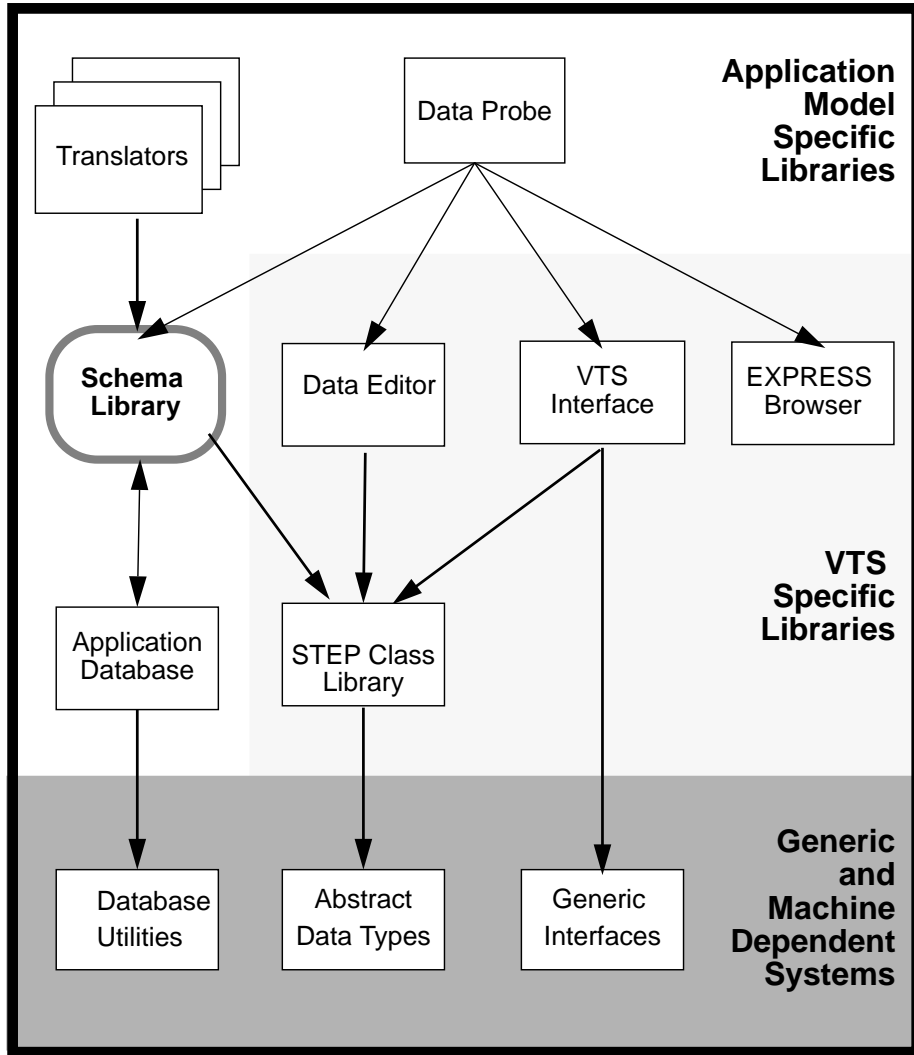 Application
Model
Specific
Libraries
Translators
Data Probe
Schema
Library
Data Editor
VTS
Interface
EXPRESS
Browser
VTS
Specific
Libraries
Application
Database
STEP Class
Library
Generic
and
Machine
Dependent
Systems
Database
Utilities
Abstract
Data Types
Generic
Interfaces